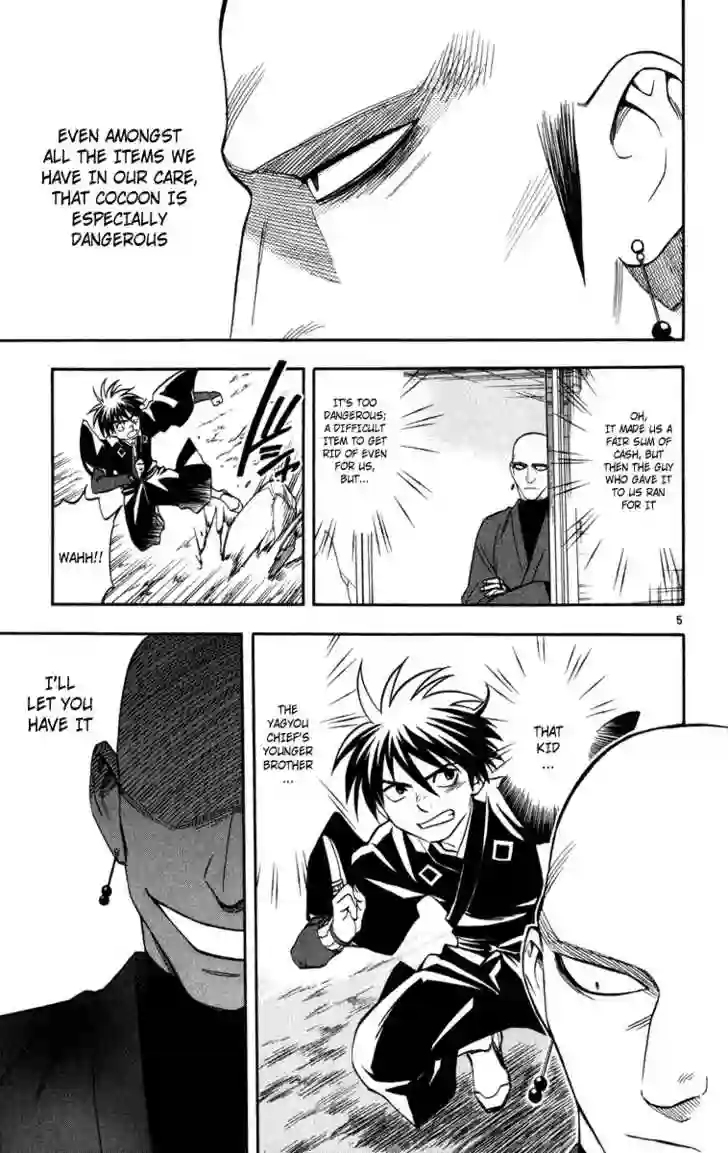 EVEN AMONGST
ALL THE ITEMS WE
HAVE IN OUR CARE,
THAT COCOON IS
ESPECIALLY
DANGEROUS
OH,
IT MADE US A
FAIR SUM OF
CASH, BUT
THEN THE GUY
WHO GAVE IT
TO US RAN
FOR IT
IT'S TOO
DANGEROUS;
A DIFFICULT
ITEM TO GET
RID OF EVEN
FOR US,
BUT...
WAHH!!
5
THAT
KID
...
THE
YAGYOU
CHIEF'S
YOUNGER
BROTHER
...
I'LL
LET YOU
HAVE IT